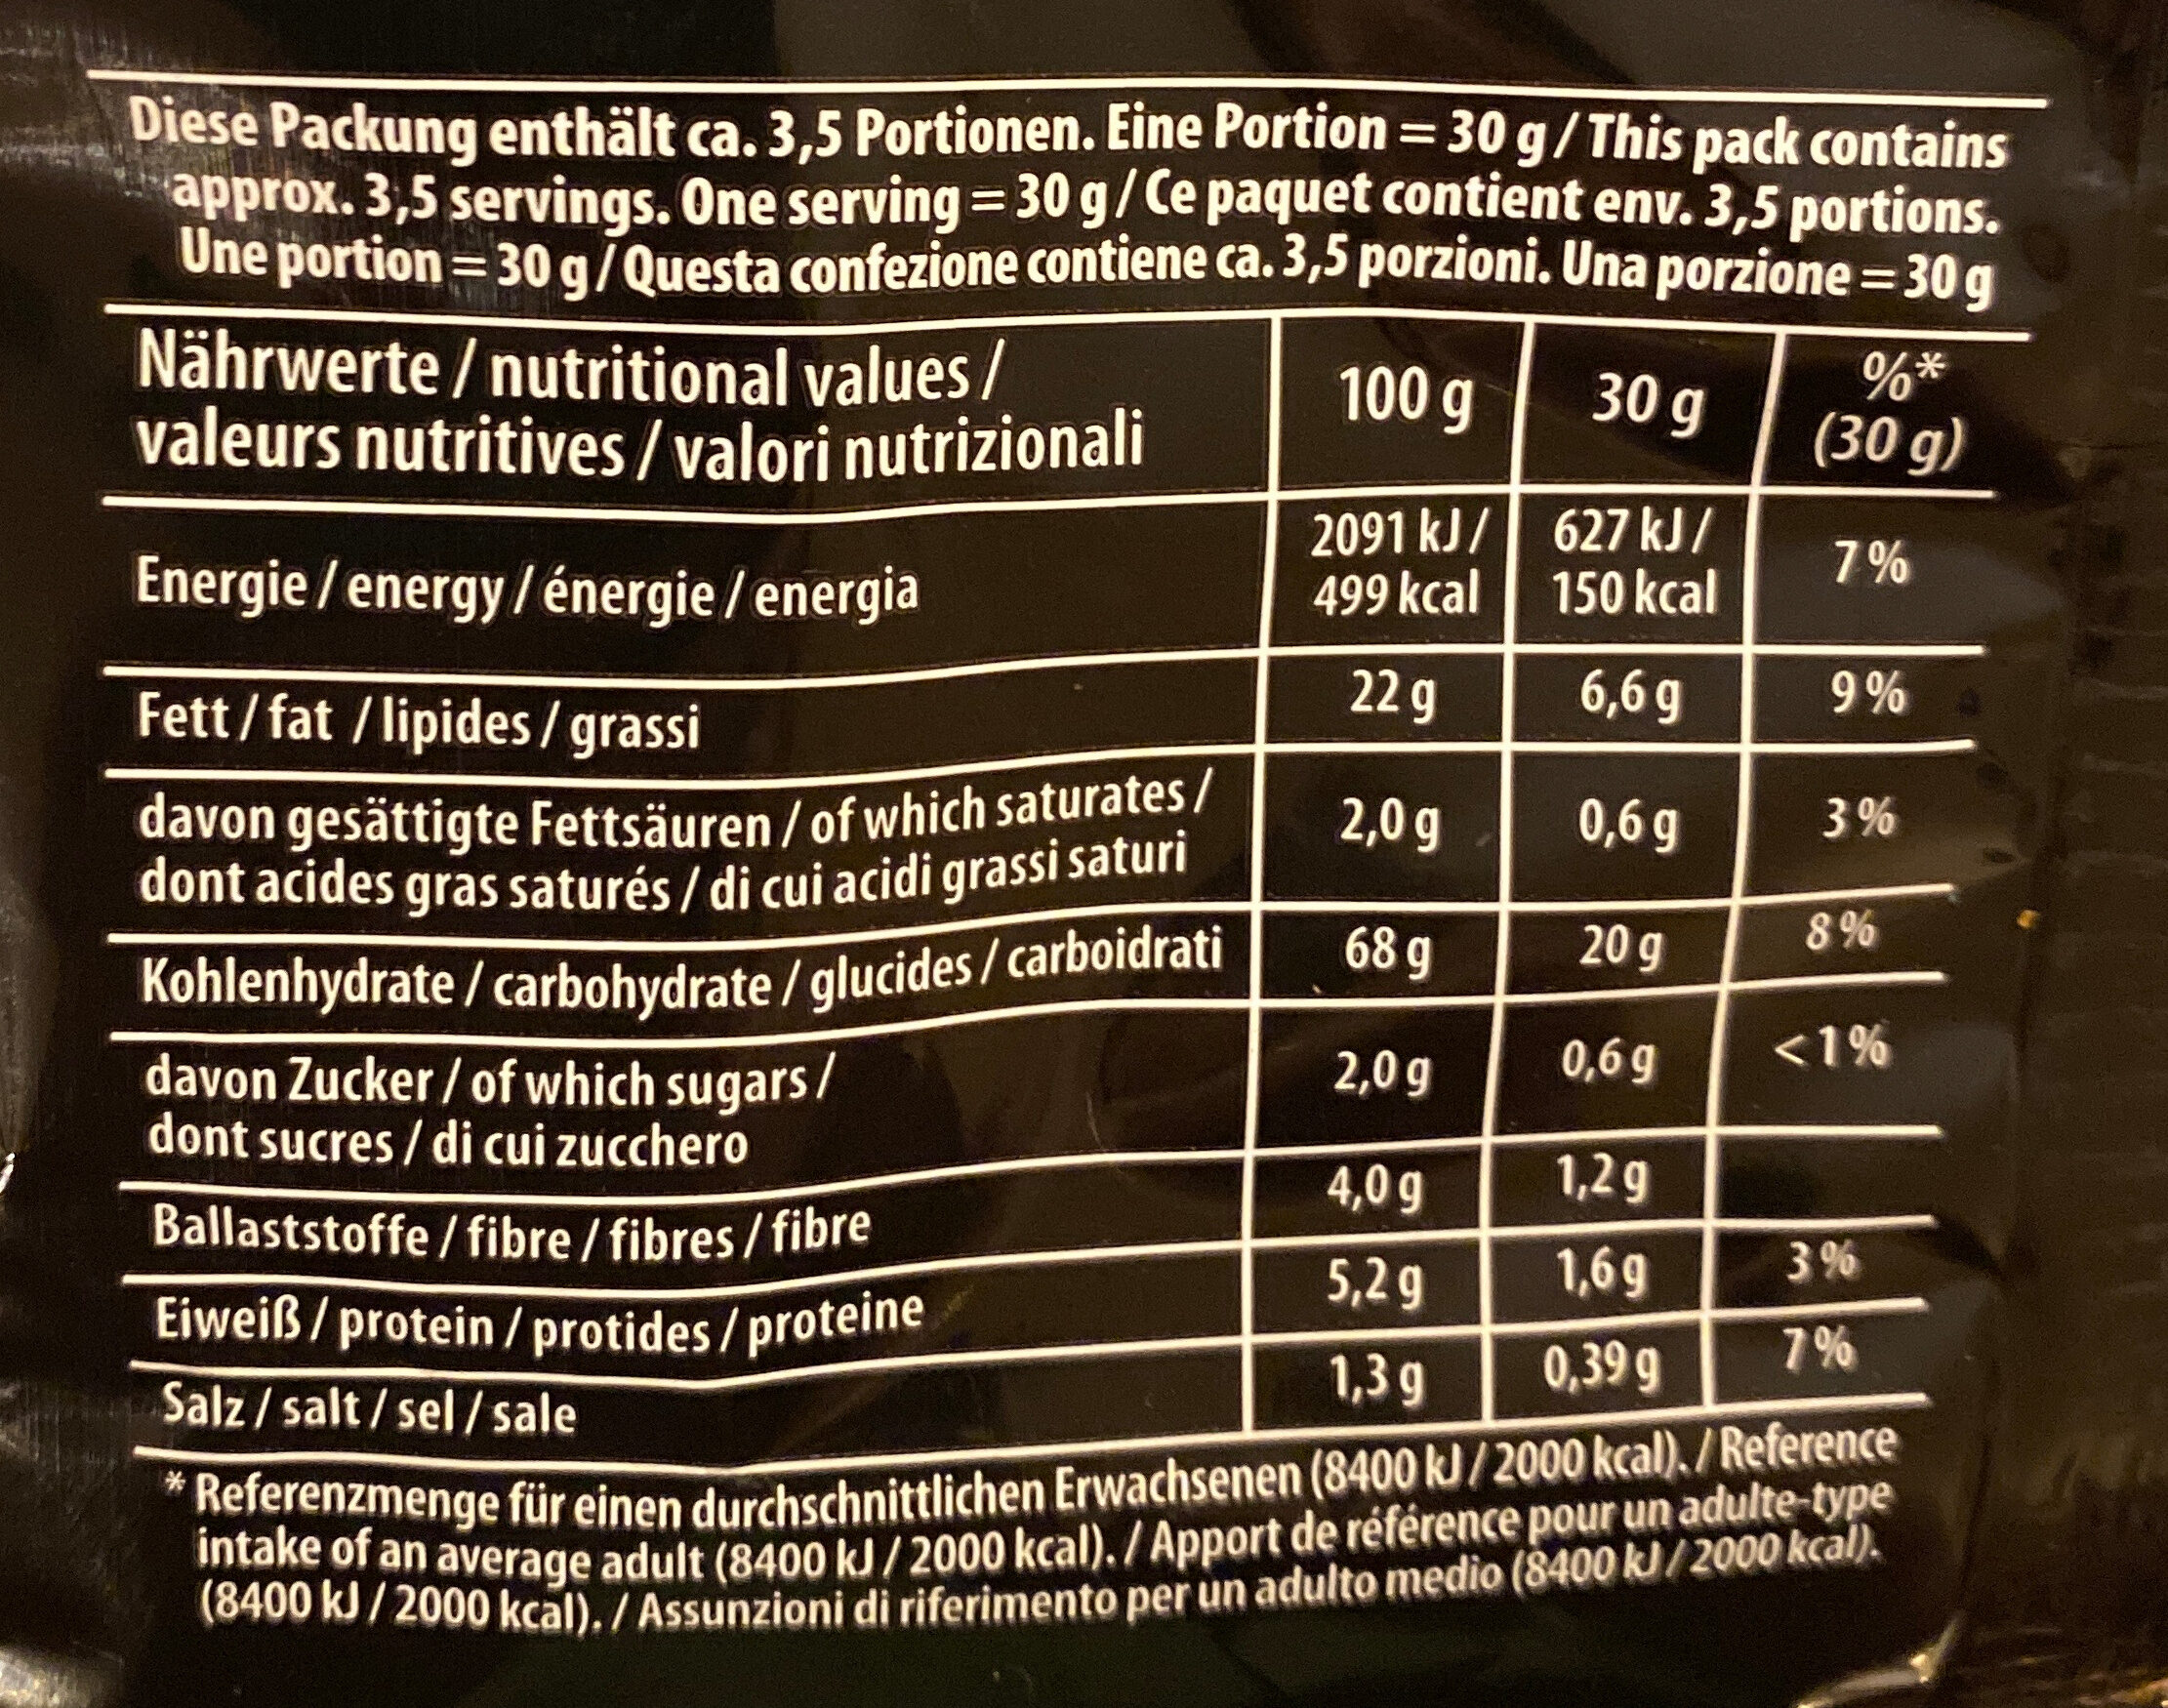 Diese Packung enthält ca. 3,5 Portionen. Eine Portion = 30 g / This pack contains
approx. 3,5 servings. One serving = 30 g / Ce paquet contient env. 3,5 portions.
Une portion = 30 g / Questa confezione contiene ca. 3,5 porzioni. Una porzione = 30 g
Nährwerte / nutritional values /
valeurs nutritives / valori nutrizionali
100 g
30 g
%*
(30 g)
Energie / energy / énergie / energia
2091 kJ /
499 kcal
627 kJ /
150 kcal
7 %
Fett / fat / lipides / grassi
22 g
6,6 g
9 %
davon gesättigte Fettsäuren / of which saturates /
dont acides gras saturés / di cui acidi grassi saturi
2,0 g
0,6 g
3 %
Kohlenhydrate / carbohydrate / glucides / carboidrati
68 g
20 g
8 %
davon Zucker / of which sugars /
dont sucres / di cui zucchero
2,0 g
0,6 g
<1 %
Ballaststoffe / fibre / fibres / fibre
4,0 g
1,2 g
Eiweiß / protein / protides / proteine
5,2 g
1,6 g
3 %
Salz / salt / sel / sale
1,3 g
0,39 g
7 %
* Referenzmenge für einen durchschnittlichen Erwachsenen (8400 kJ / 2000 kcal). / Reference
intake of an average adult (8400 kJ / 2000 kcal). / Apport de référence pour un adulte-type
(8400 kJ / 2000 kcal). / Assunzioni di riferimento per un adulto medio (8400 kJ / 2000 kcal).